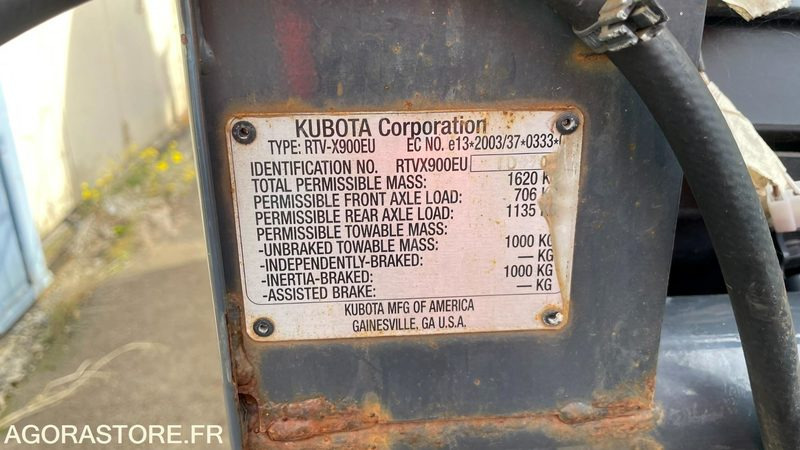 KUBOTA Corporation
TYPE: RTV-X900EU EC NO. e13*2003/37*0333*
IDENTIFICATION NO. RTVX900EU
TOTAL PERMISSIBLE MASS: 1620 K
PERMISSIBLE FRONT AXLE LOAD: 706 K
PERMISSIBLE REAR AXLE LOAD: 1135
PERMISSIBLE TOWABLE MASS:
-UNBRAKED TOWABLE MASS: 1000 KG
-INDEPENDENTLY-BRAKED: — KG
-INERTIA-BRAKED: 1000 KG
-ASSISTED BRAKE: — KG
KUBOTA MFG OF AMERICA
GAINESVILLE, GA U.S.A.
AGORASTORE.FR